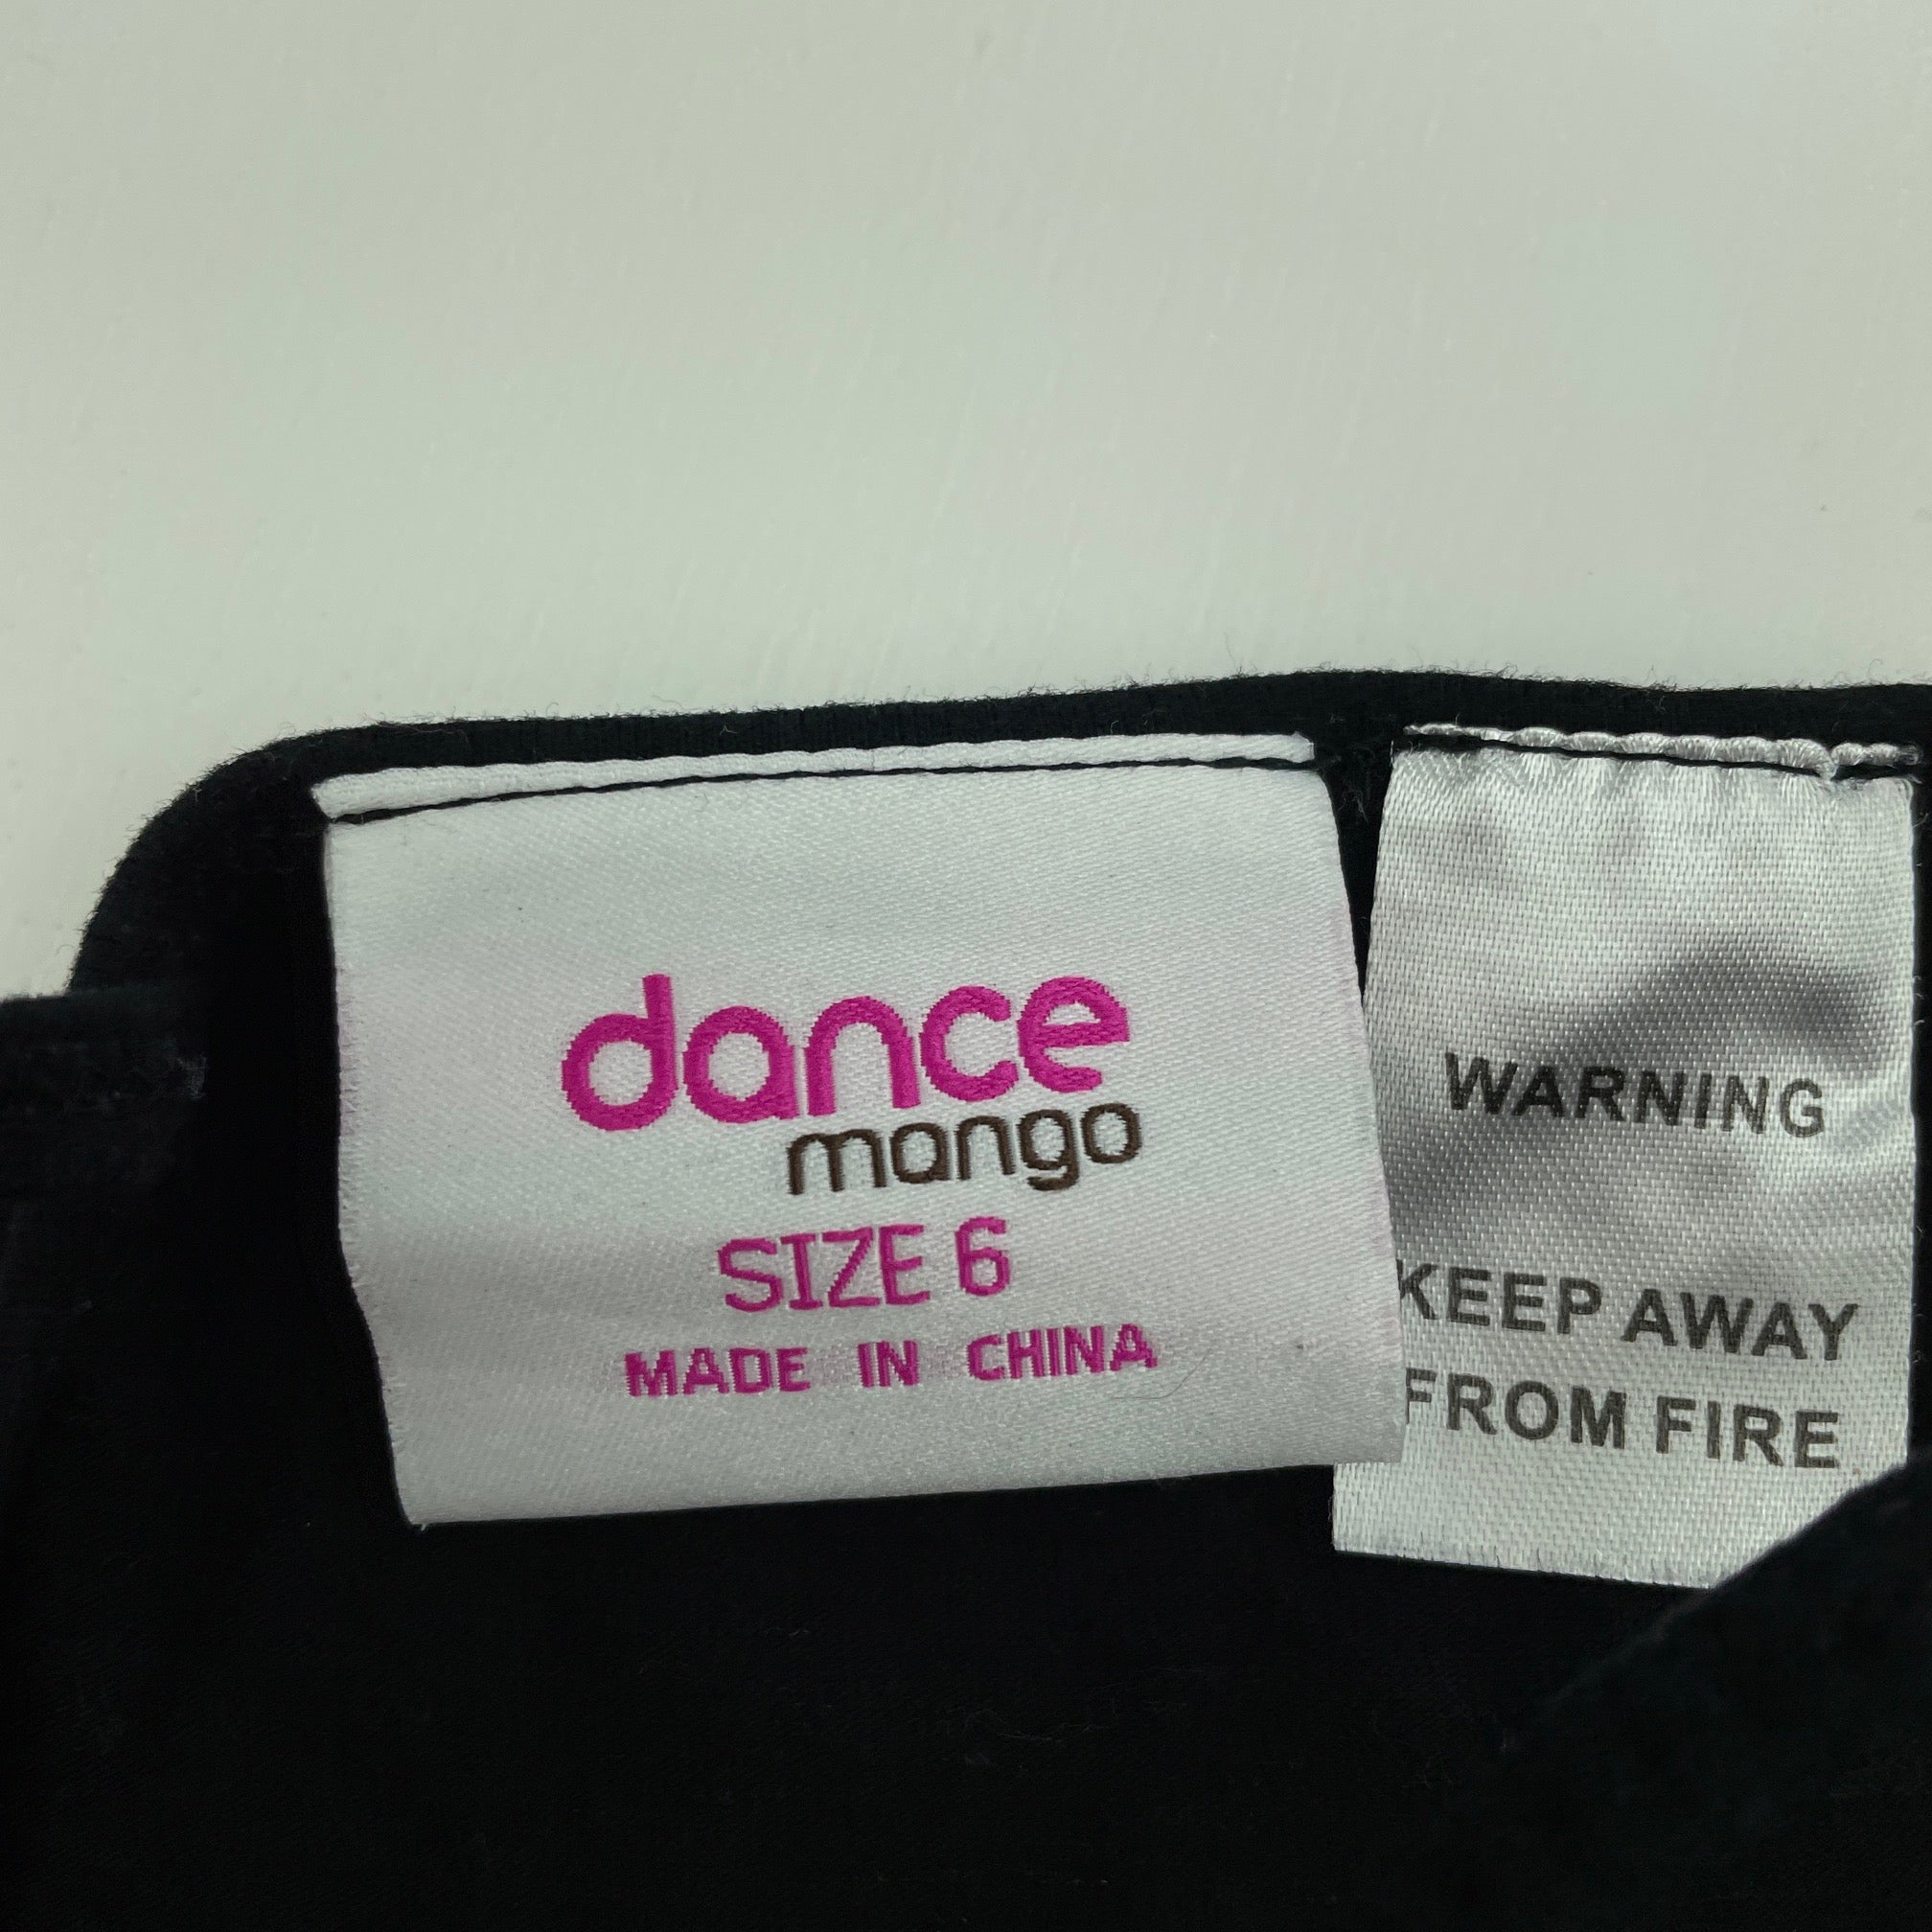 dance
mango
SIZE 6
MADE IN CHINA
WARNING
KEEP AWAY
FROM FIRE